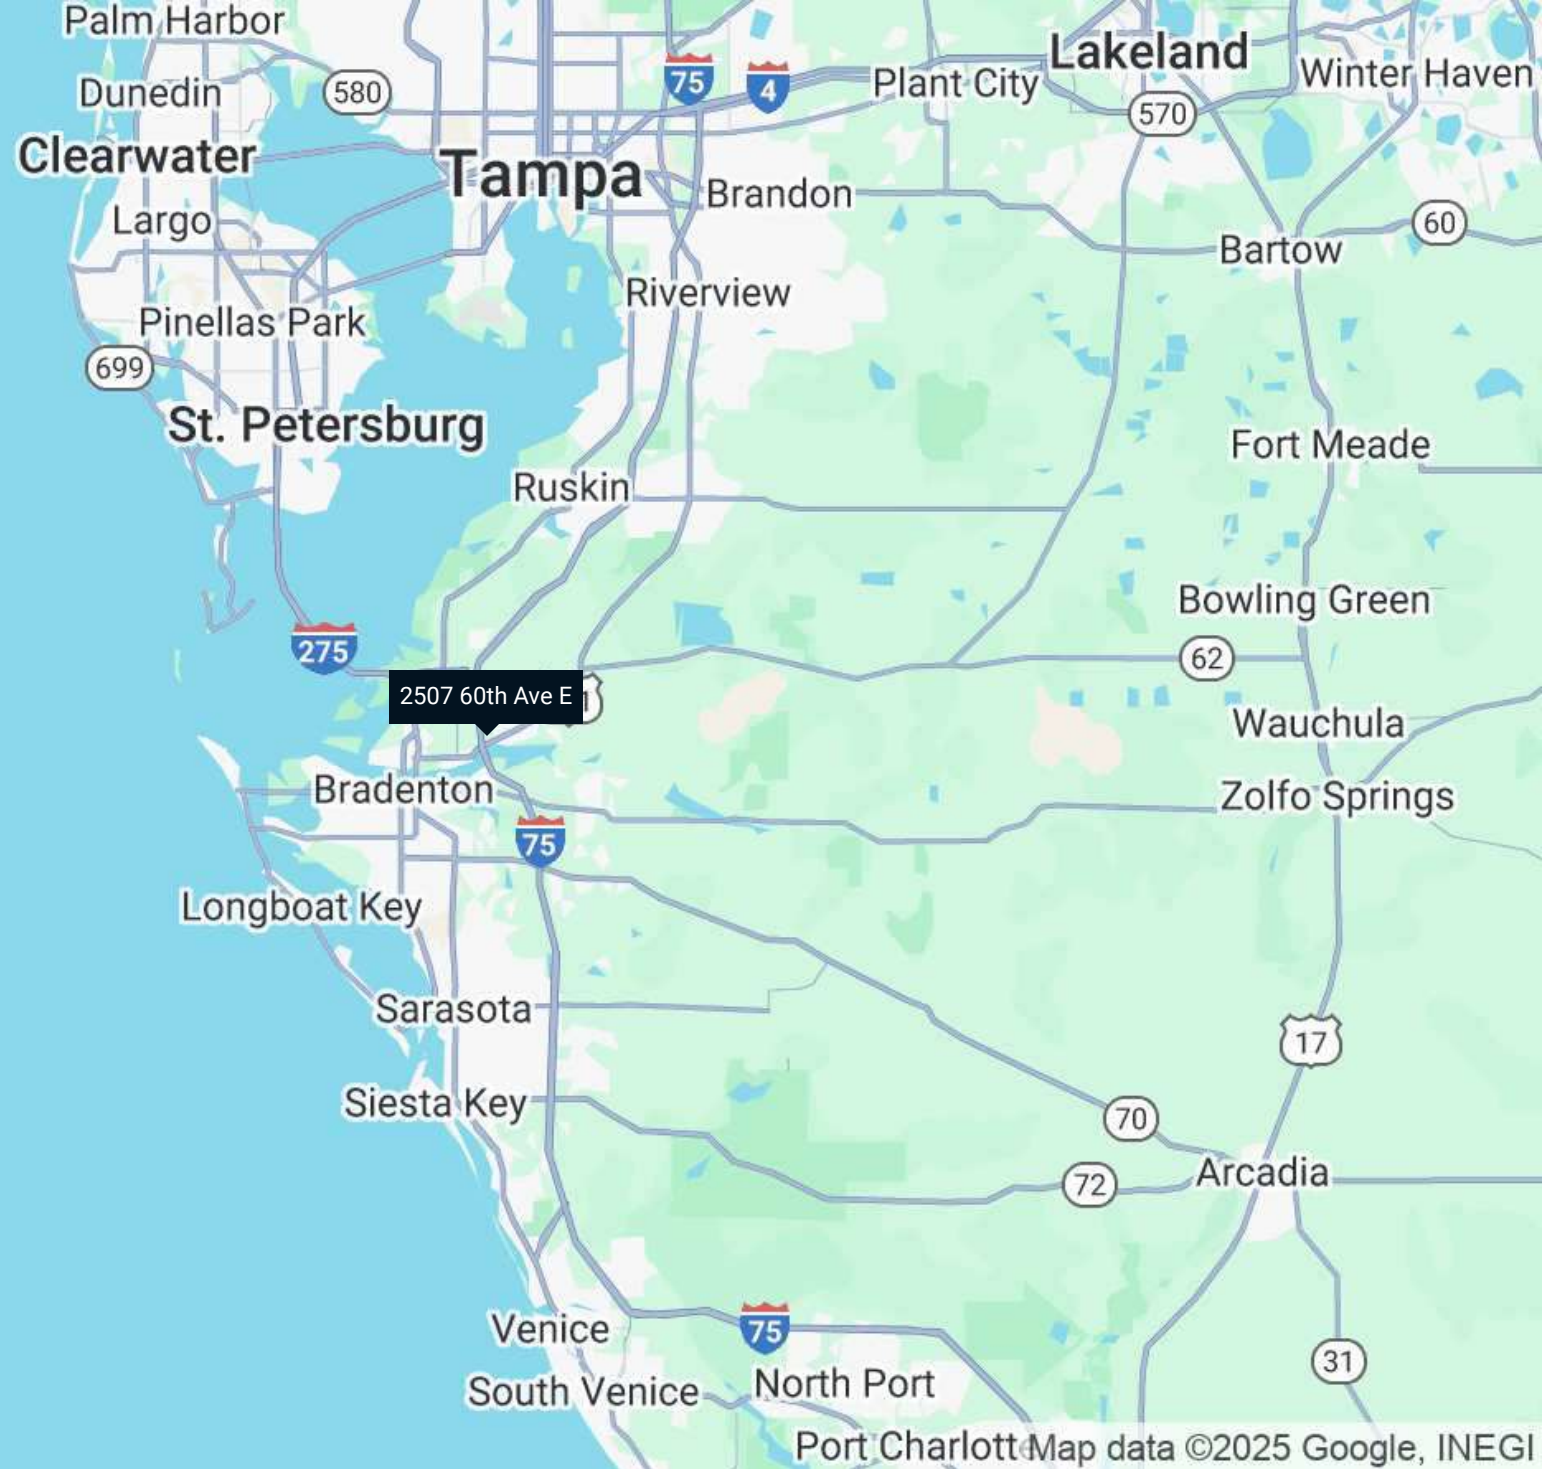 Palm Harbor
Lakeland
75
4
Plant City
Winter Haven
Dunedin
580
570
Clearwater
Tampa
Brandon
Largo
60
Bartow
Riverview
Pinellas Park
699
St. Petersburg
Fort Meade
Ruskin
Bowling Green
275
62
2507 60th Ave E
Wauchula
Bradenton
Zolfo Springs
75
Longboat Key
Sarasota
17
Siesta Key
70
Arcadia
72
Venice
75
31
South Venice
North Port
Port Charlott
Map data ©2025 Google, INEGI